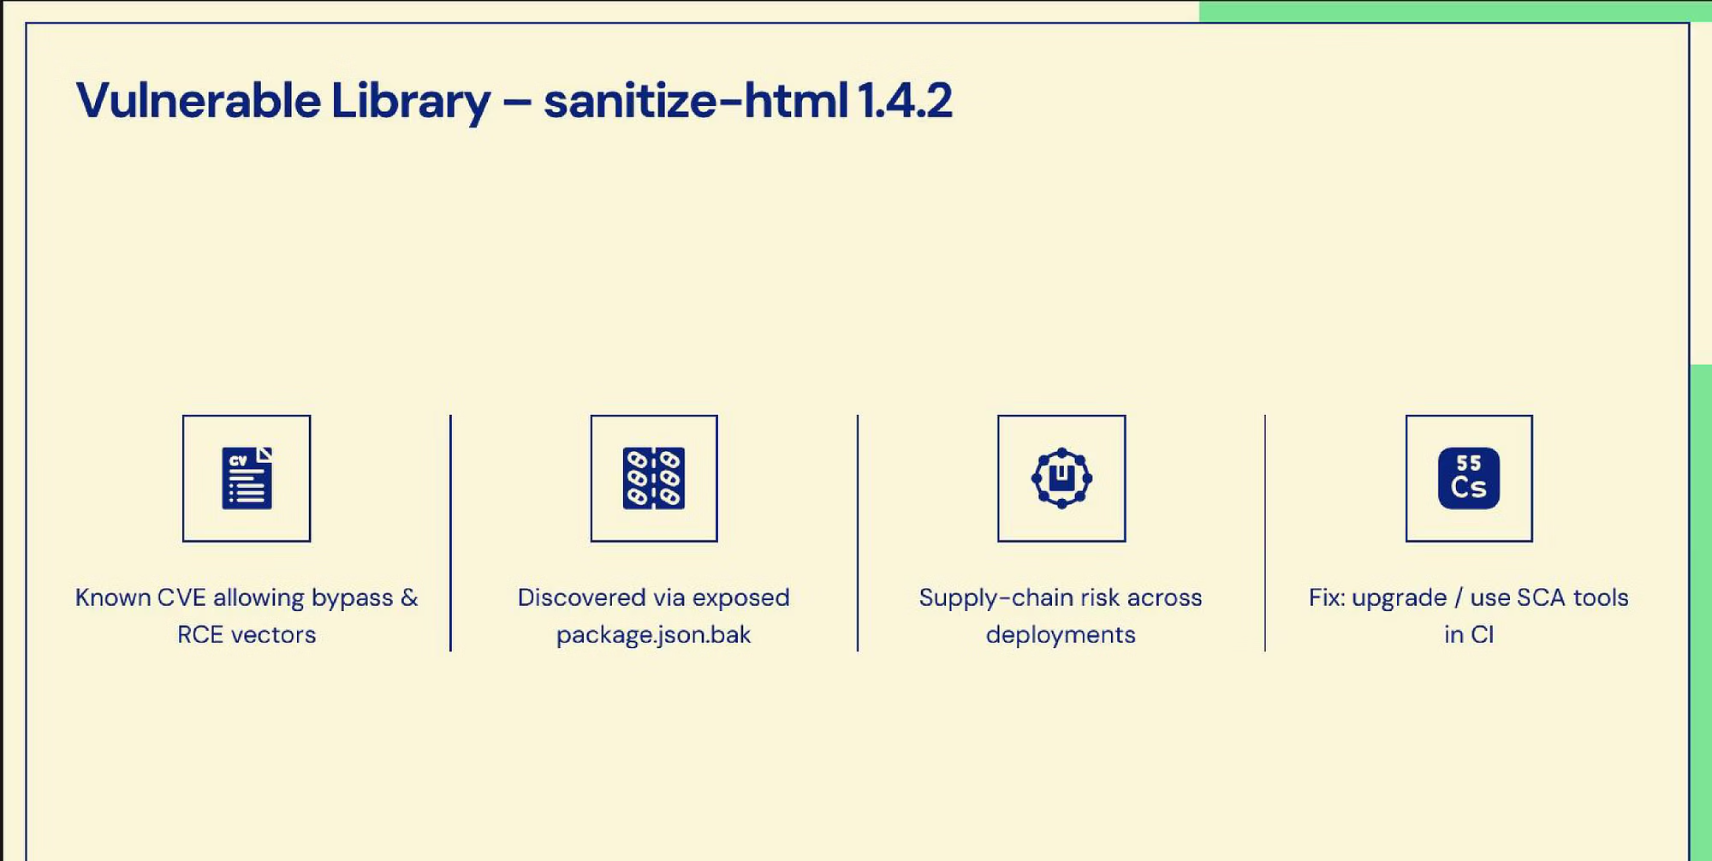 Vulnerable Library – sanitize-html 1.4.2
CV
55
Cs
Known CVE allowing bypass &
RCE vectors
Discovered via exposed
package.json.bak
Supply-chain risk across
deployments
Fix: upgrade / use SCA tools
in CI